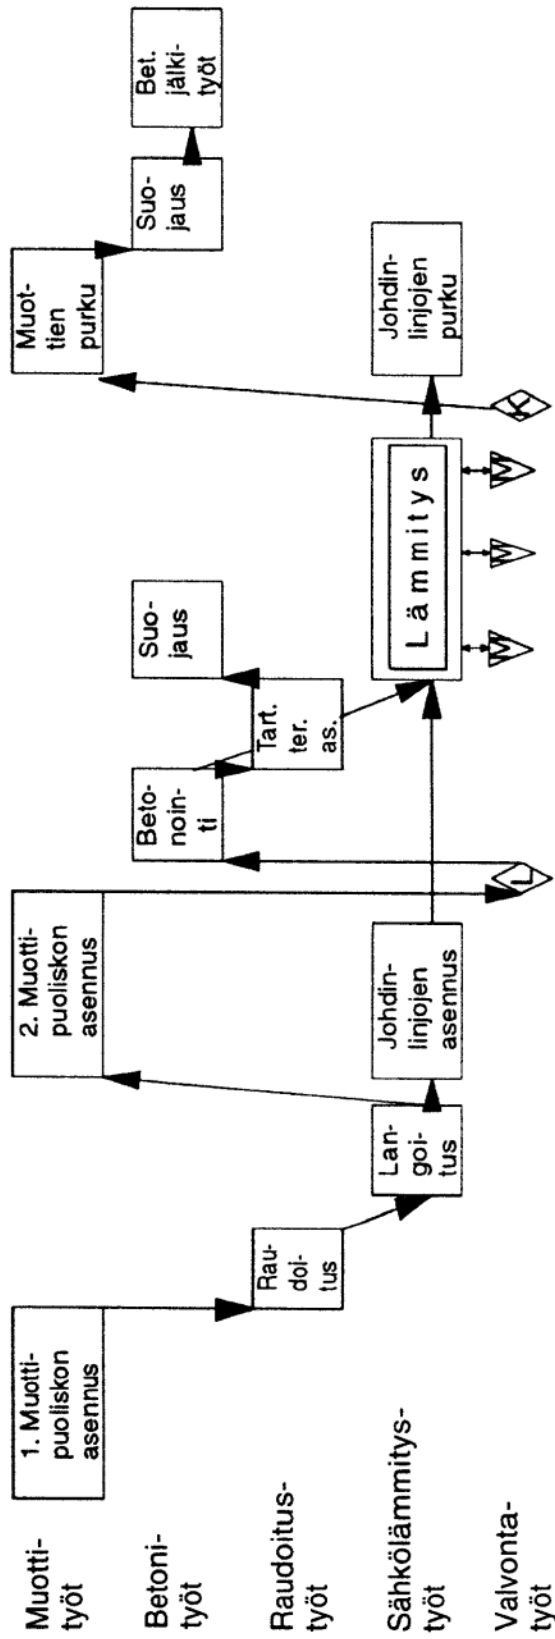 Muotti-
työt
1. Muotti-
puoliskon
asennus
2. Muotti-
puoliskon
asennus
Muot-
tien
purku
Betoni-
työt
Beto-
noin-
ti
Suo-
jaus
Suo-
jaus
Bet.
jälki-
työt
Raudoitus-
työt
Rau-
doi-
tus
Tart.
ter.
as.
Sähkölämmitys-
työt
Lan-
goi-
tus
Johdin-
linjojen
asennus
Lämmitys
Johdin-
linjojen
purku
Valvonta-
työt
L
M
M
M
K